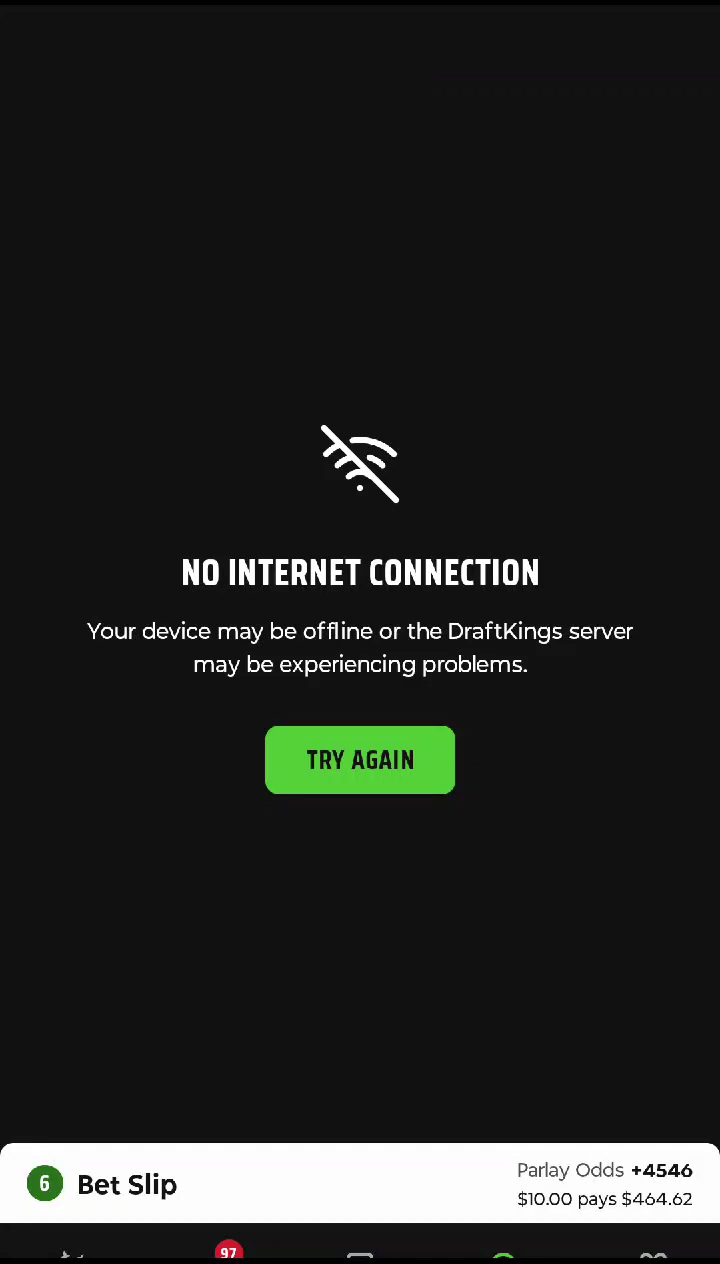 NO INTERNET CONNECTION
Your device may be offline or the DraftKings server
may be experiencing problems.
TRY AGAIN
6 Bet Slip
Parlay Odds +4546
$10.00 pays $464.62
97